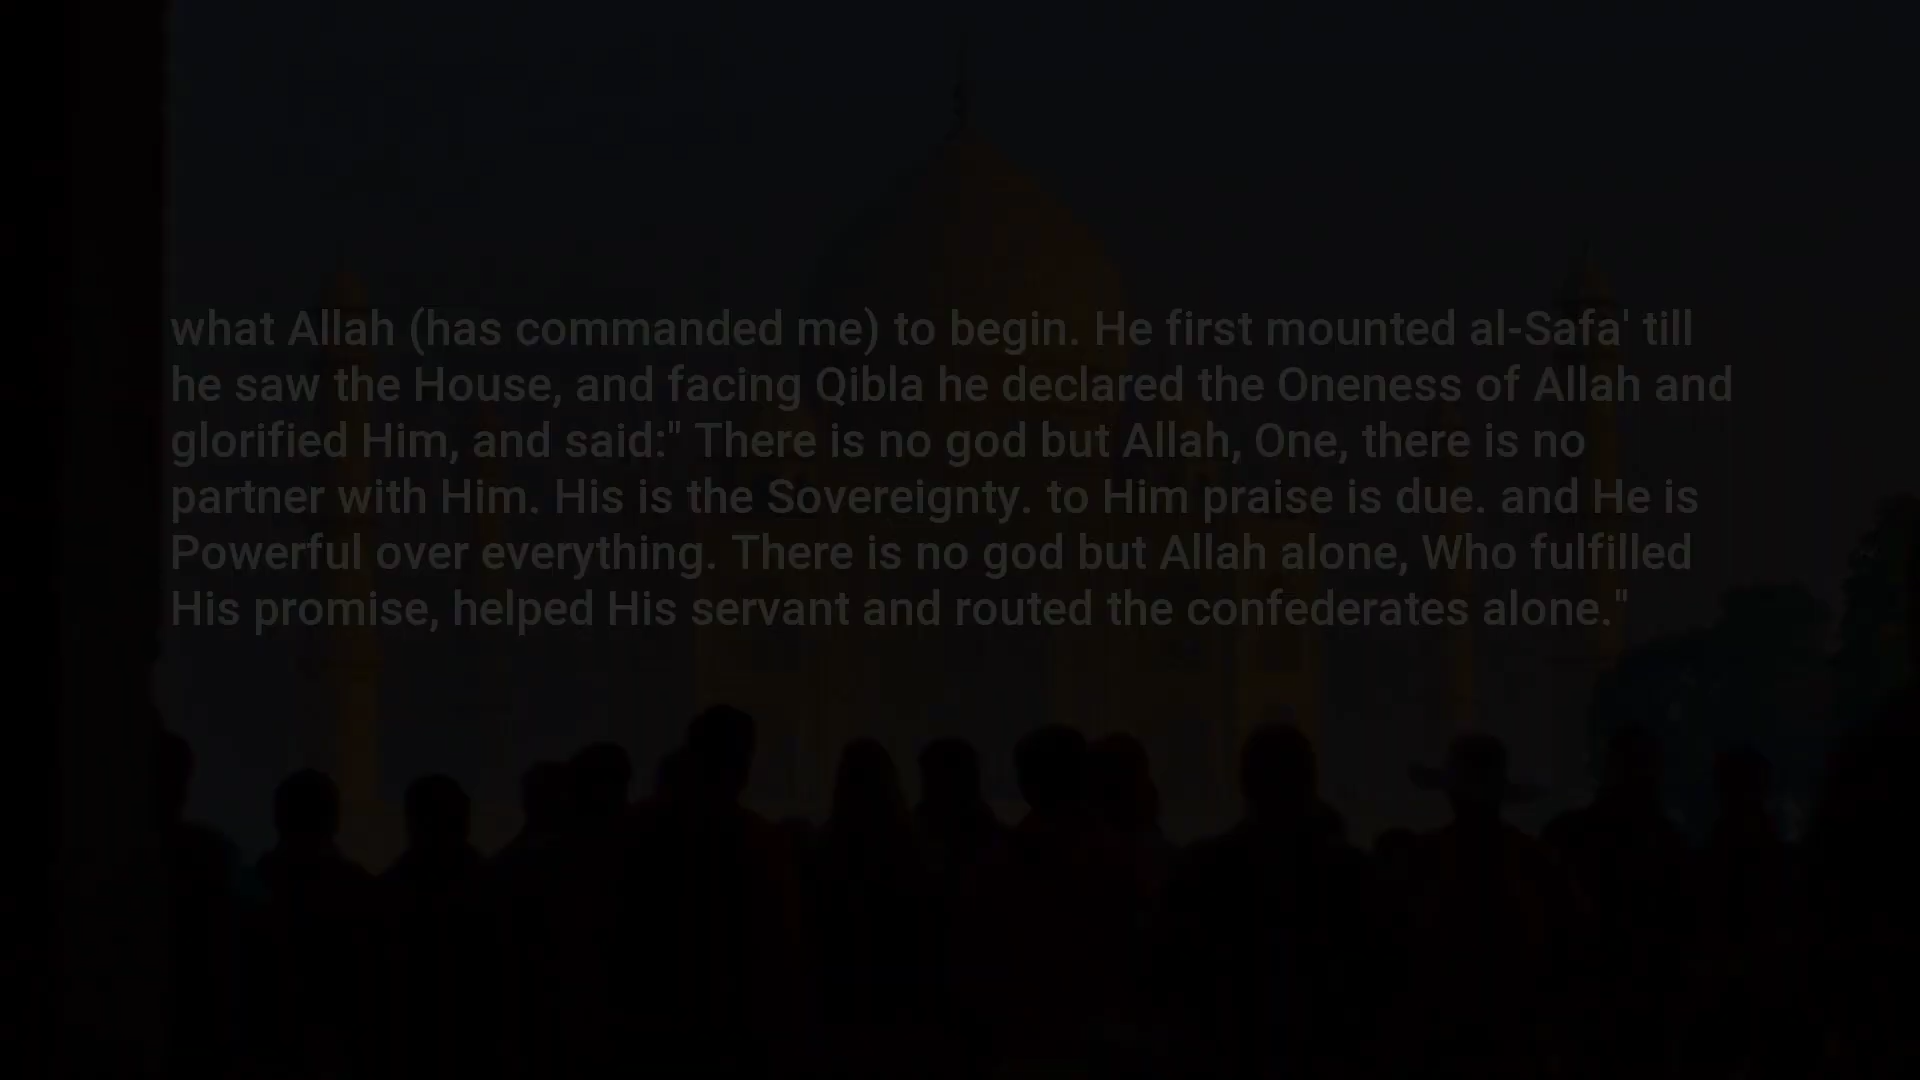 what Allah (has commanded me) to begin. He first mounted al-Safa' till
he saw the House, and facing Qibla he declared the Oneness of Allah and
glorified Him, and said:" There is no god but Allah, One, there is no
partner with Him. His is the Sovereignty. to Him praise is due. and He is
Powerful over everything. There is no god but Allah alone, Who fulfilled
His promise, helped His servant and routed the confederates alone."